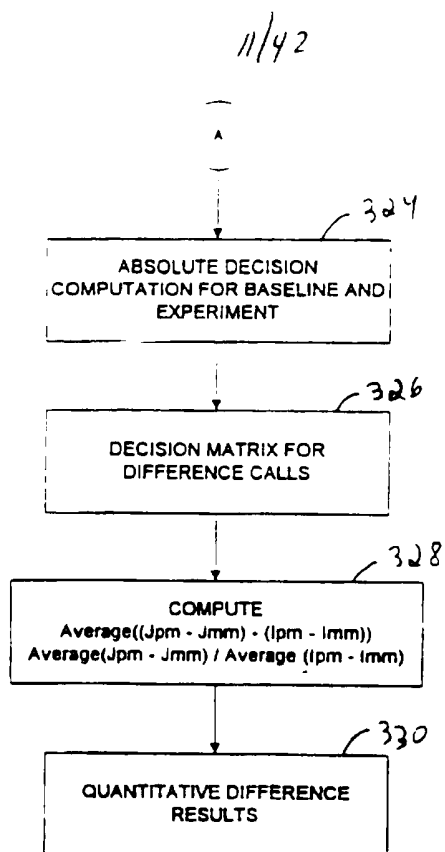 11/42
A
324
ABSOLUTE DECISION
COMPUTATION FOR BASELINE AND
EXPERIMENT
326
DECISION MATRIX FOR
DIFFERENCE CALLS
328
COMPUTE
Average((Jpm - Jmm) - (Ipm - Imm))
Average(Jpm - Jmm) / Average (Ipm - Imm)
330
QUANTITATIVE DIFFERENCE
RESULTS